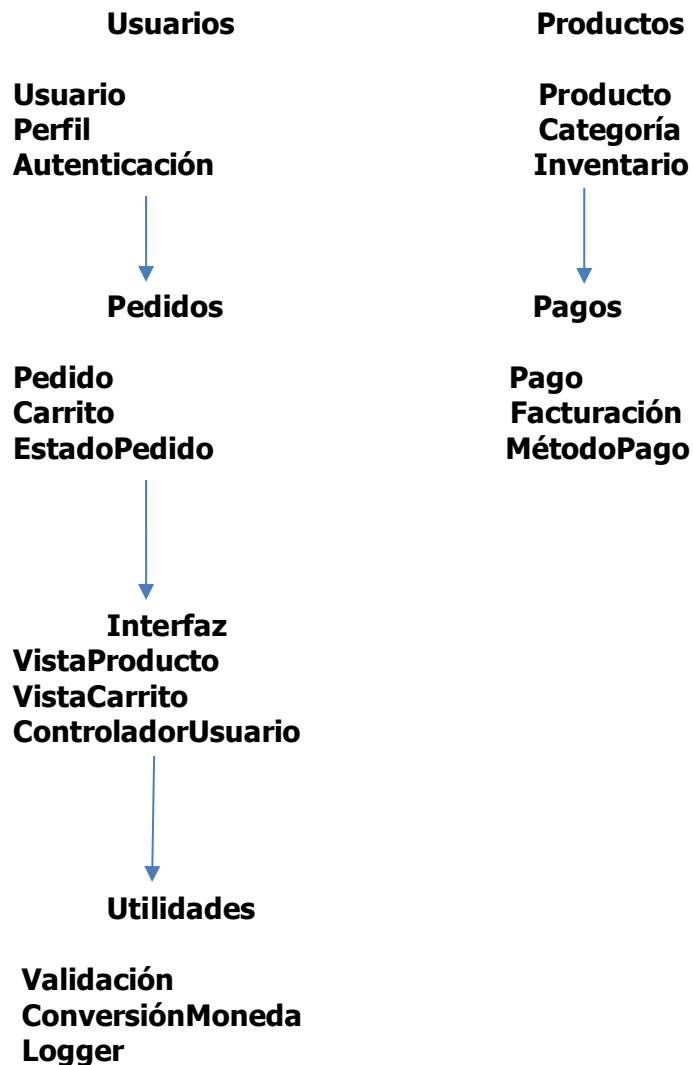 Usuarios
Productos
Usuario
Perfil
Autenticación
Producto
Categoría
Inventario
Pedidos
Pagos
Pedido
Carrito
EstadoPedido
Pago
Facturación
MétodoPago
Interfaz
VistaProducto
VistaCarrito
ControladorUsuario
Utilidades
Validación
ConversiónMoneda
Logger